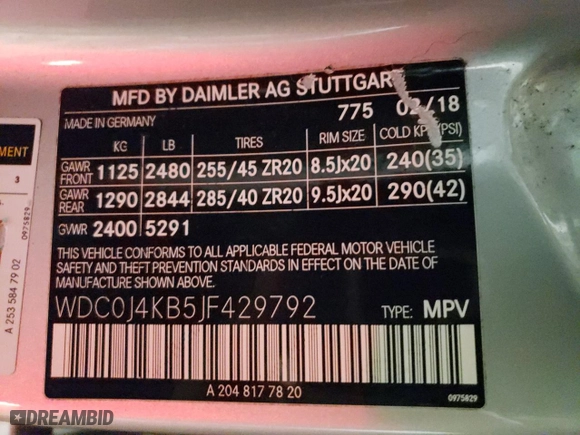 MFD BY DAIMLER AG STUTTGART
MADE IN GERMANY 775 02/18
KG LB TIRES RIM SIZE COLD KPA(PSI)
GAWR FRONT 1125 2480 255/45 ZR20 8.5Jx20 240(35)
GAWR REAR 1290 2844 285/40 ZR20 9.5Jx20 290(42)
GVWR 2400 5291
THIS VEHICLE CONFORMS TO ALL APPLICABLE FEDERAL MOTOR VEHICLE
SAFETY AND THEFT PREVENTION STANDARDS IN EFFECT ON THE DATE OF
MANUFACTURE SHOWN ABOVE.
WDC0J4KB5JF429792 TYPE: MPV
A 204 817 78 20
0975829
MENT
3
0975829
A 253 584 79 02
DREAMBID